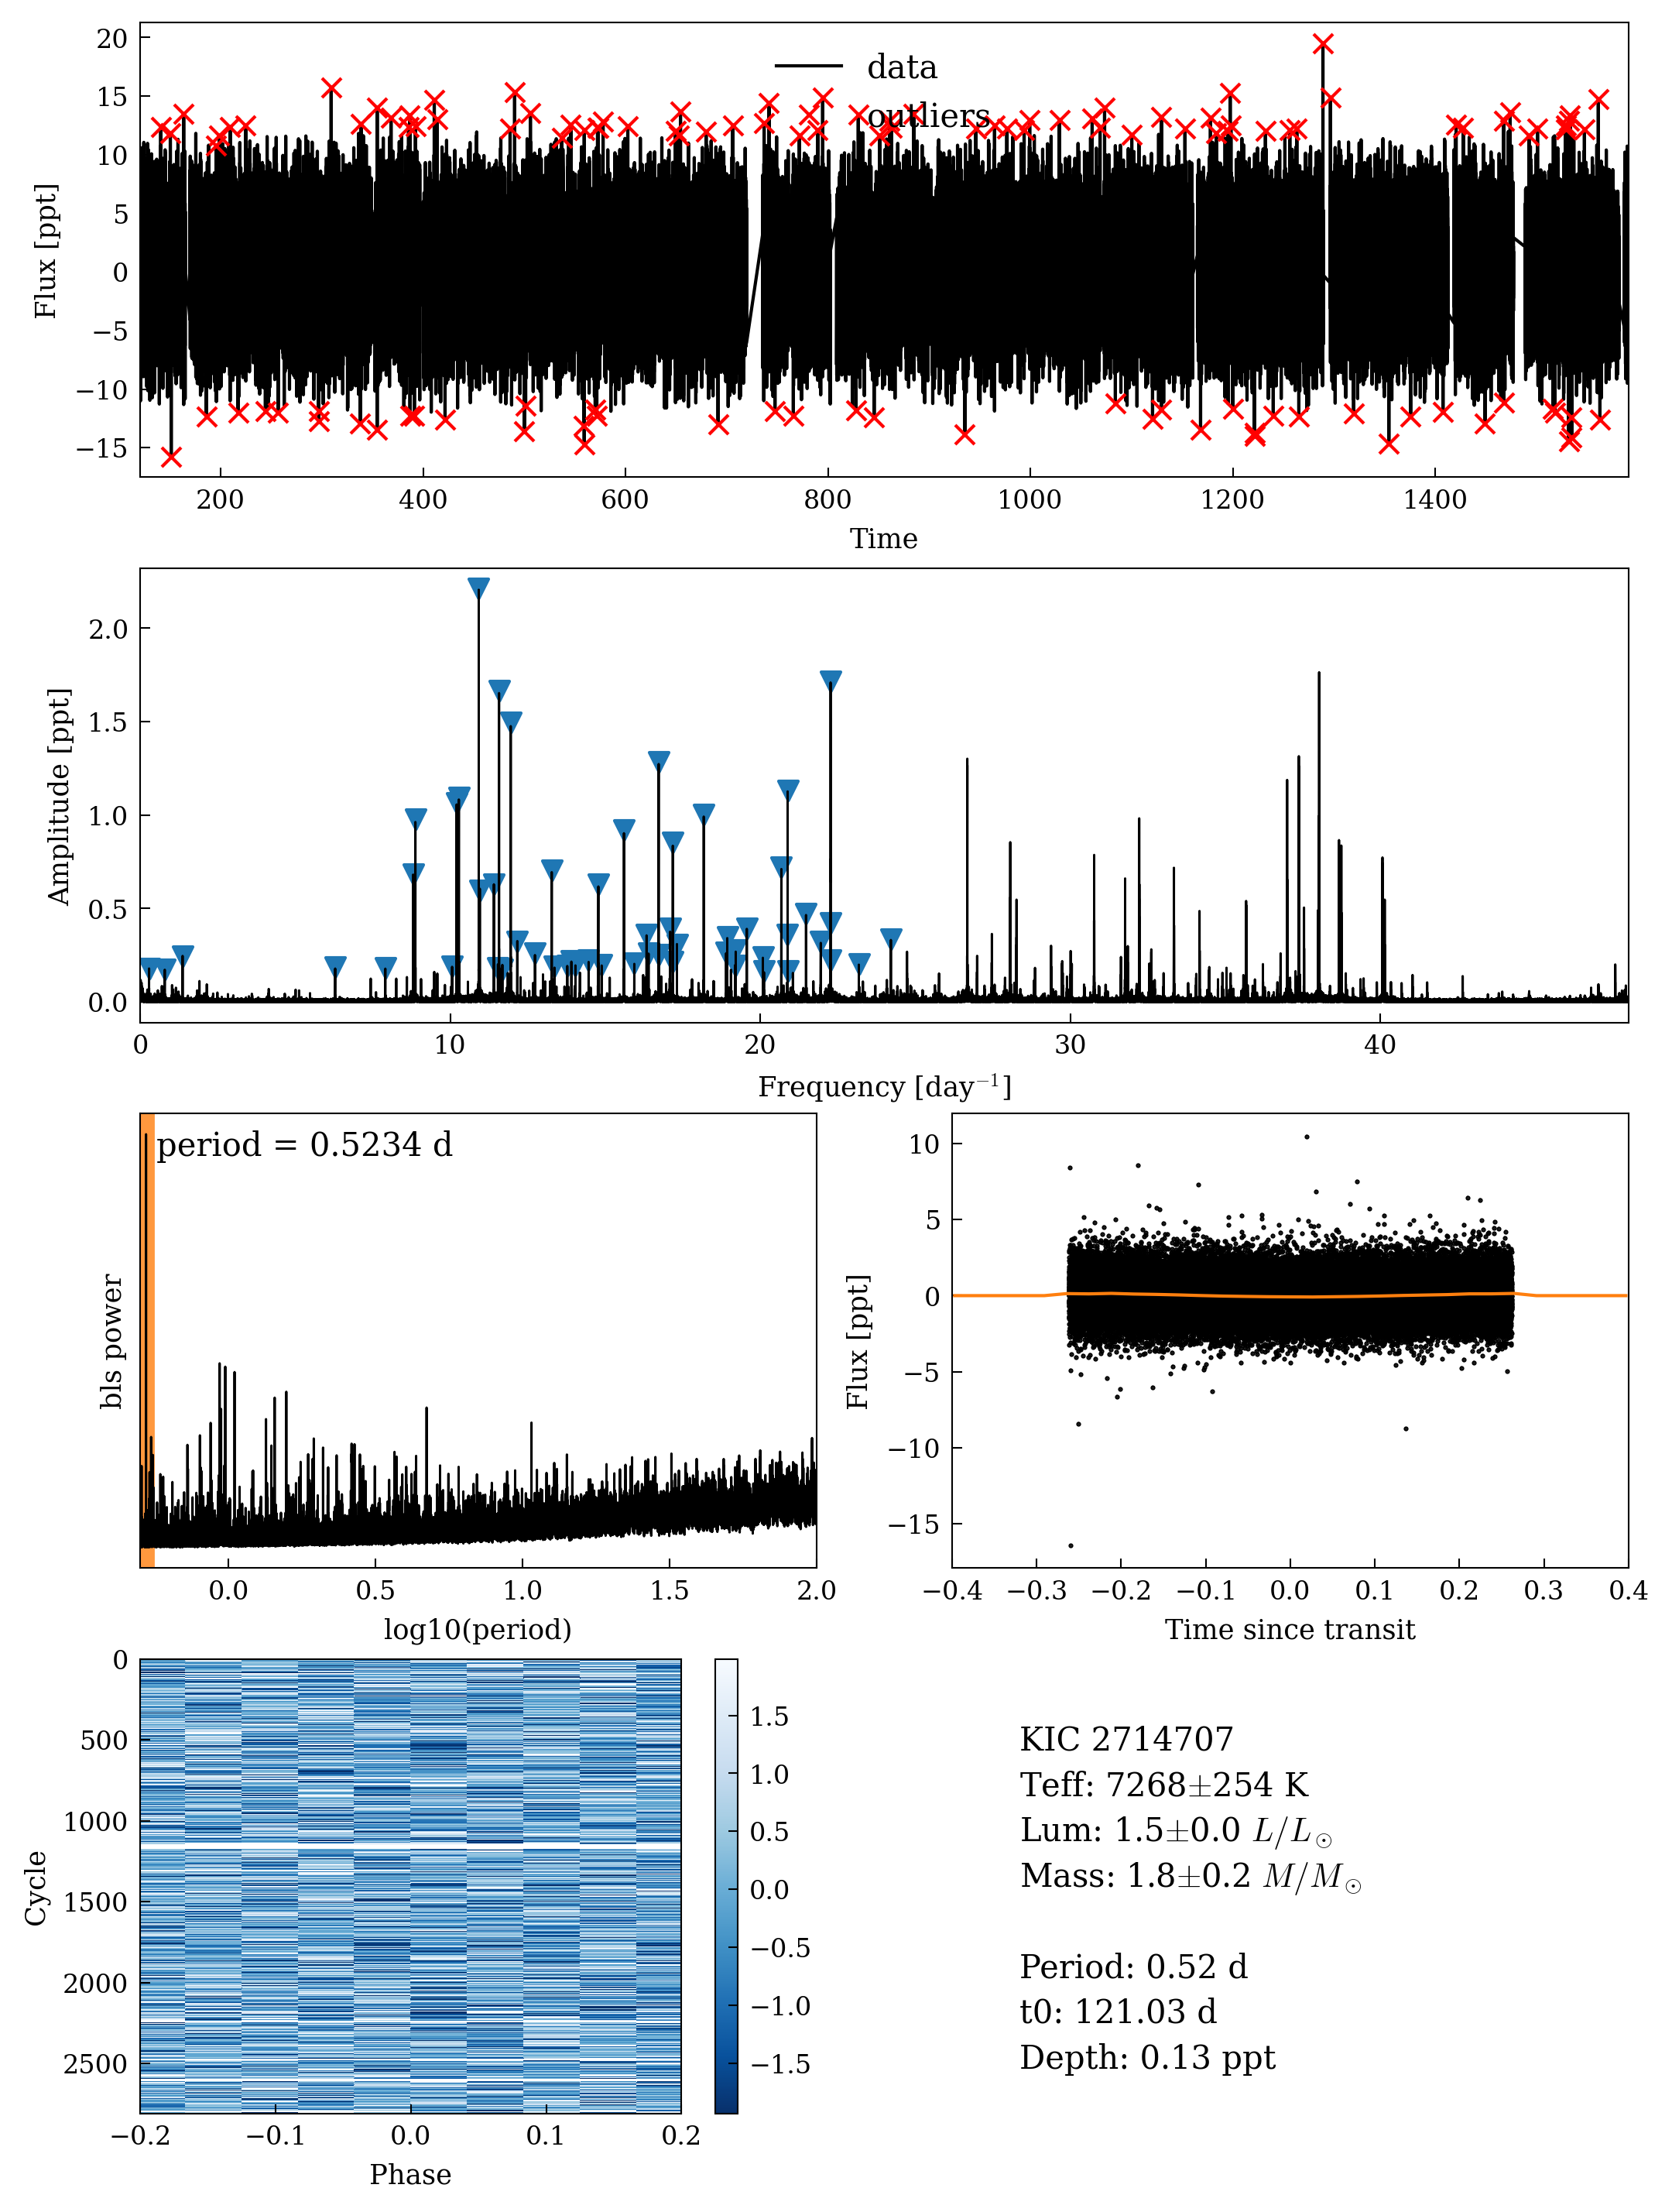 20
15
10
5
0
−5
−10
−15
Flux [ppt]
data
outliers
200 400 600 800 1000 1200 1400
Time
2.0
1.5
1.0
0.5
0.0
Amplitude [ppt]
0 10 20 30 40
Frequency [day⁻¹]
period = 0.5234 d
bls power
0.0 0.5 1.0 1.5 2.0
log10(period)
10
5
0
−5
−10
−15
Flux [ppt]
−0.4 −0.3 −0.2 −0.1 0.0 0.1 0.2 0.3 0.4
Time since transit
0
500
1000
1500
2000
2500
Cycle
−0.2 −0.1 0.0 0.1 0.2
Phase
1.5
1.0
0.5
0.0
−0.5
−1.0
−1.5
KIC 2714707
Teff: 7268±254 K
Lum: 1.5±0.0 L/L☉
Mass: 1.8±0.2 M/M☉
Period: 0.52 d
t0: 121.03 d
Depth: 0.13 ppt